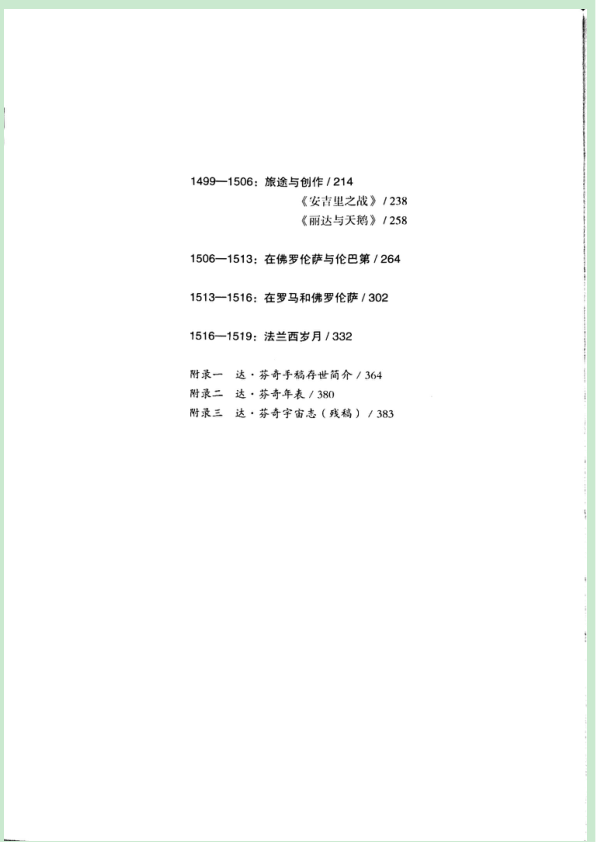 1499—1506：旅途与创作 / 214
《安吉里之战》 / 238
《丽达与天鹅》 / 258
1506—1513：在佛罗伦萨与伦巴第 / 264
1513—1516：在罗马和佛罗伦萨 / 302
1516—1519：法兰西岁月 / 332
附录一 达·芬奇手稿存世简介 / 364
附录二 达·芬奇年表 / 380
附录三 达·芬奇宇宙志（残稿） / 383